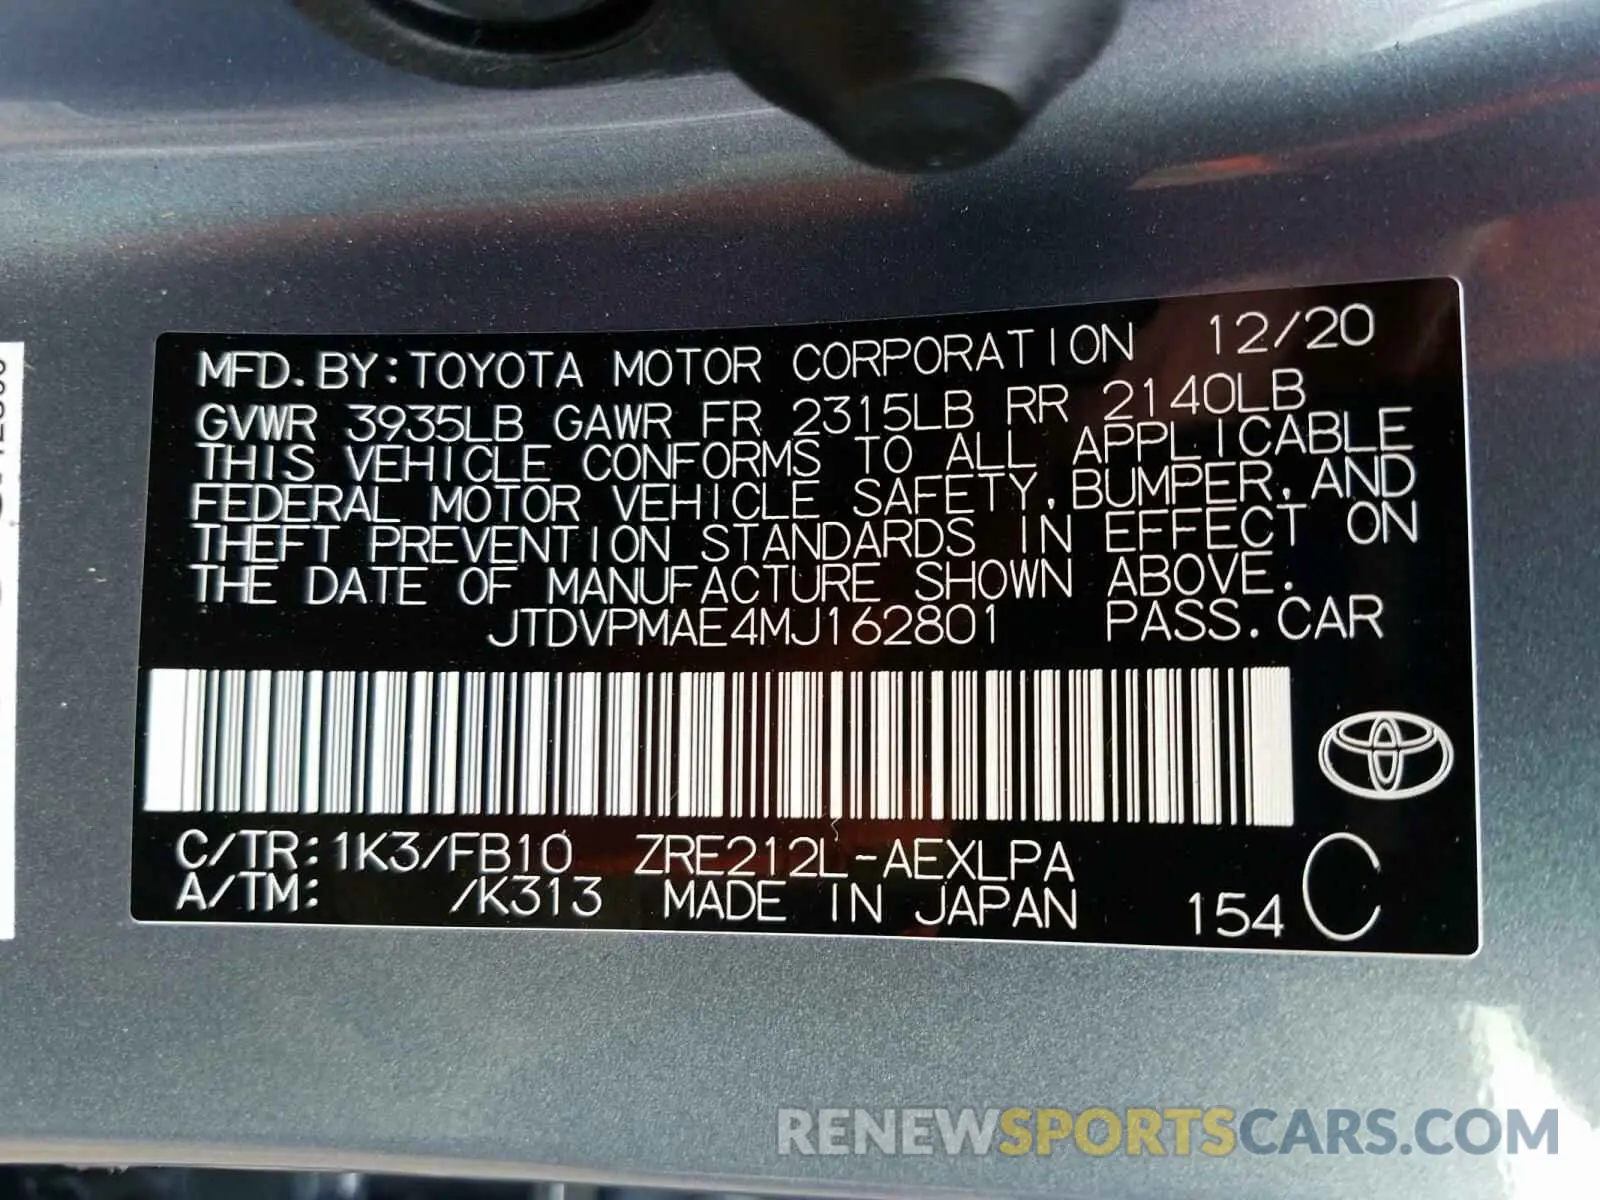 MFD.BY:TOYOTA MOTOR CORPORATION 12/20
GVWR 3935LB GAWR FR 2315LB RR 2140LB
THIS VEHICLE CONFORMS TO ALL APPLICABLE
FEDERAL MOTOR VEHICLE SAFETY,BUMPER,AND
THEFT PREVENTION STANDARDS IN EFFECT ON
THE DATE OF MANUFACTURE SHOWN ABOVE.
JTDVPMAE4MJ162801 PASS.CAR
C/TR:1K3/FB10 ZRE212L-AEXLPA
A/TM: /K313 MADE IN JAPAN 154 C
RENEWSPORTSCARS.COM